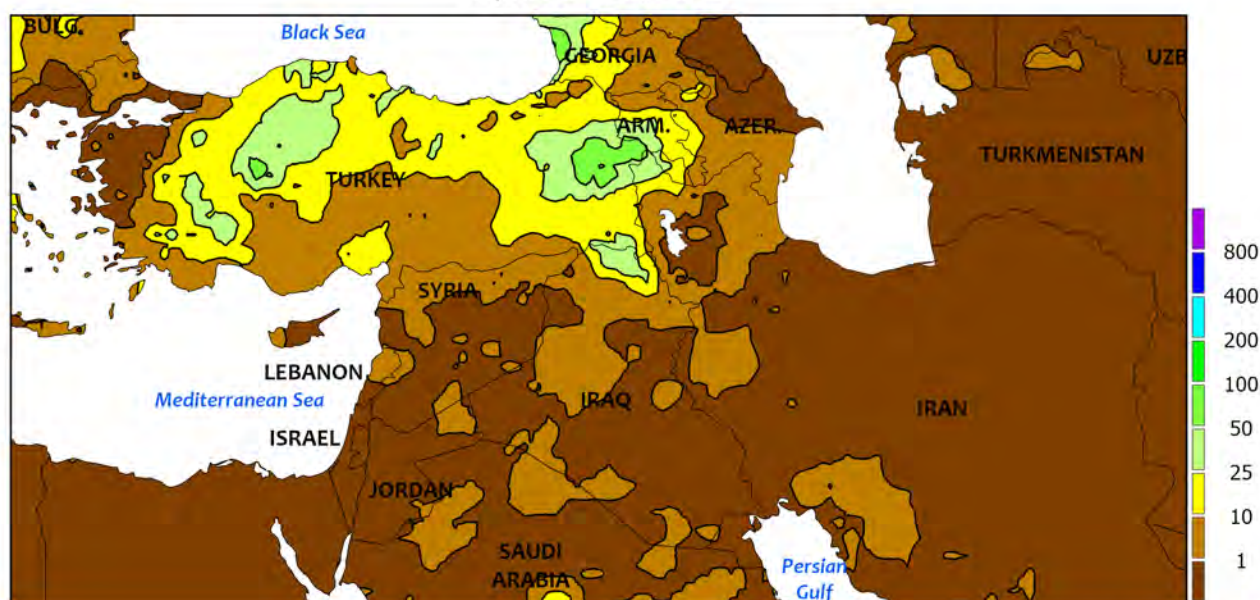 BULG.
Black Sea
GEORGIA
UZB
ARM.
AZER.
TURKMENISTAN
TURKEY
SYRIA
LEBANON
Mediterranean Sea
IRAQ
IRAN
ISRAEL
JORDAN
SAUDI
ARABIA
Persian
Gulf
800
400
200
100
50
25
10
1